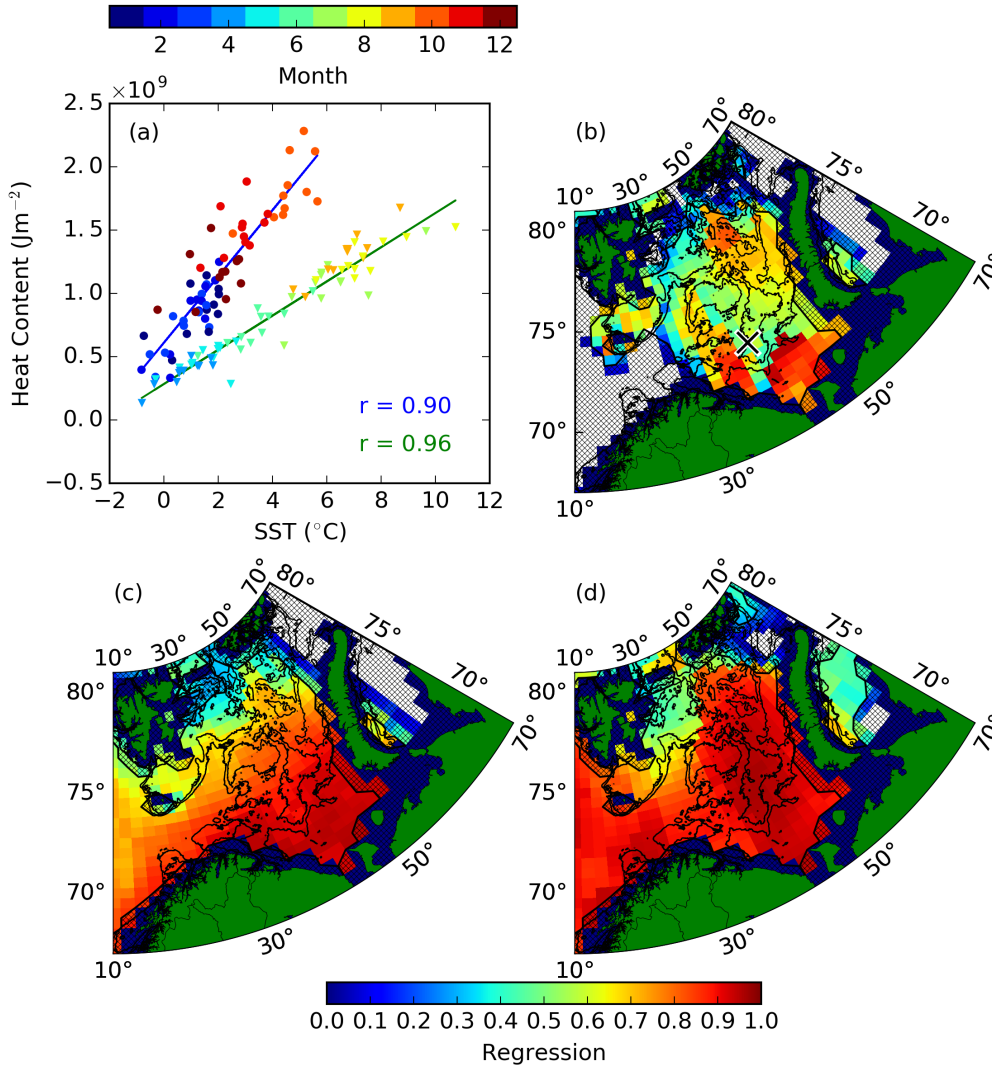 2 4 6 8 10 12
Month
×10⁹
2.5
2.0
1.5
1.0
0.5
0.0
−0.5
Heat Content (Jm⁻²)
(a)
r = 0.90
r = 0.96
−2 0 2 4 6 8 10 12
SST (°C)
(b)
10° 30° 50° 70° 80°
75°
70°
70°
80°
75°
70°
50°
30°
10°
(c)
10° 30° 50° 70° 80°
75°
70°
70°
80°
75°
70°
50°
30°
10°
(d)
10° 30° 50° 70° 80°
75°
70°
70°
80°
75°
70°
50°
30°
10°
0.0 0.1 0.2 0.3 0.4 0.5 0.6 0.7 0.8 0.9 1.0
Regression